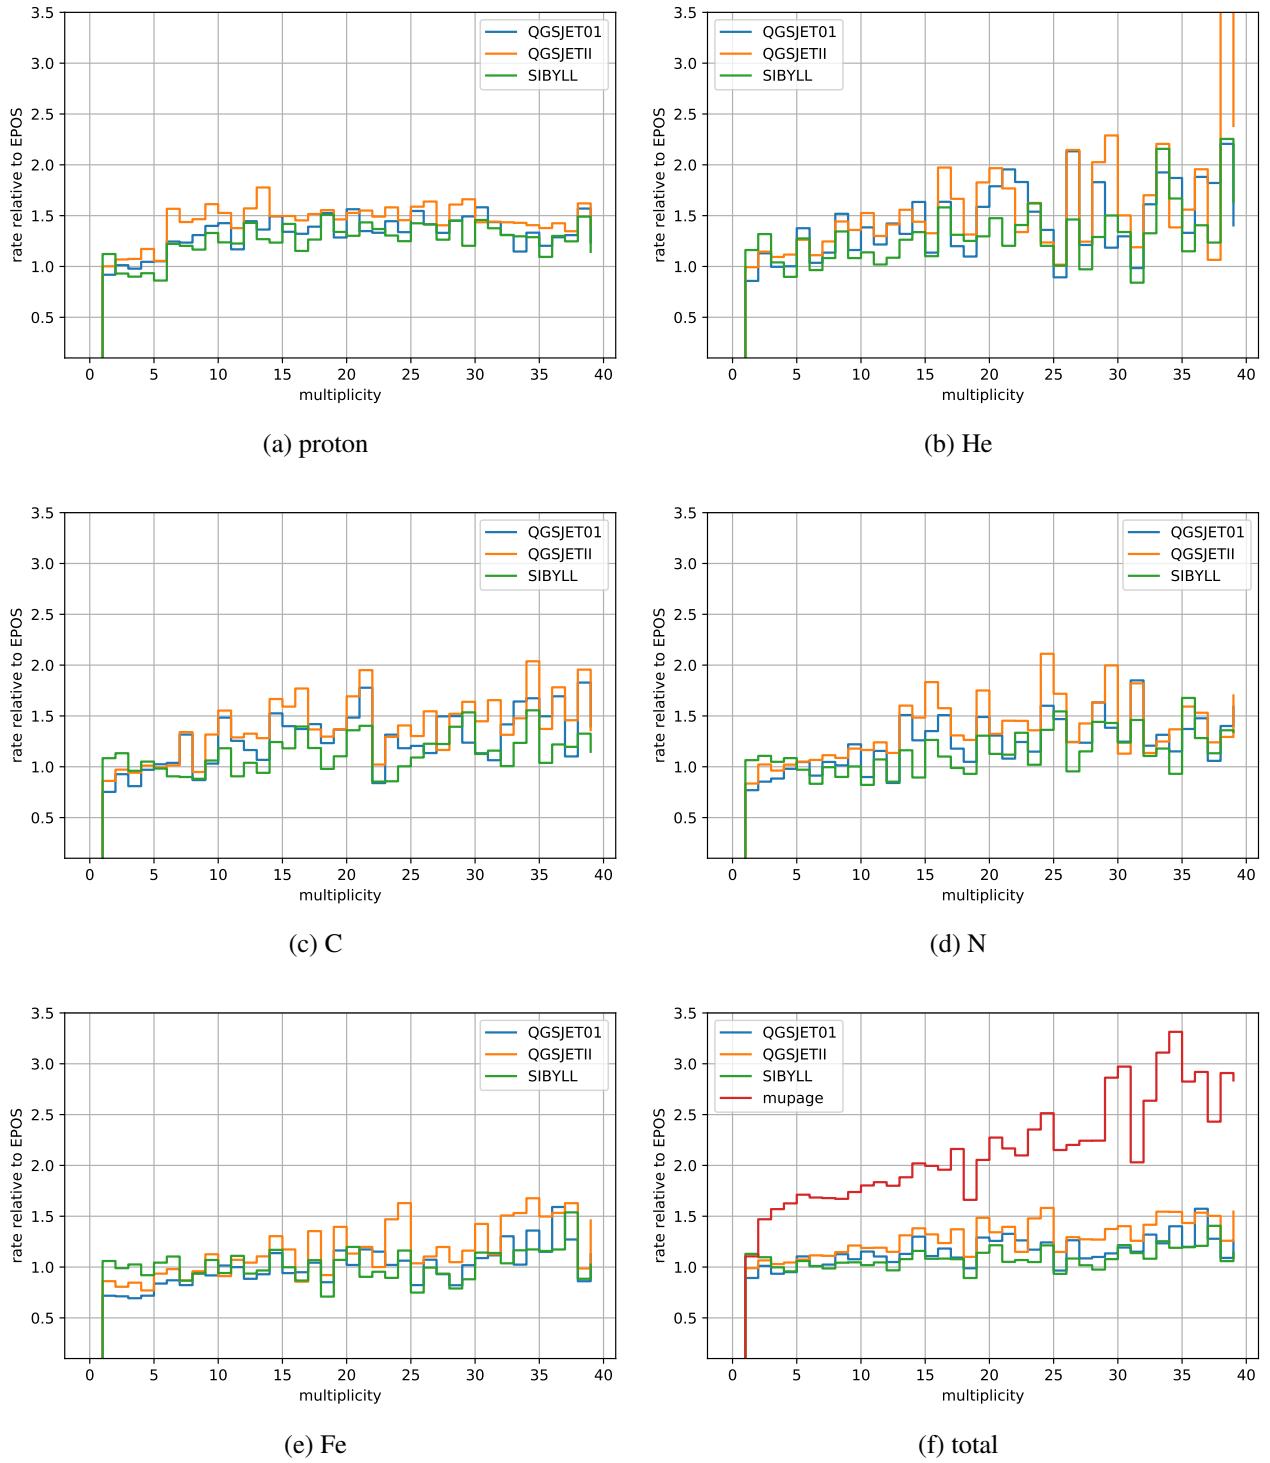 3.5
3.0
2.5
2.0
1.5
1.0
0.5
rate relative to EPOS
QGSJET01
QGSJETII
SIBYLL
0 5 10 15 20 25 30 35 40
multiplicity
(a) proton
3.5
3.0
2.5
2.0
1.5
1.0
0.5
rate relative to EPOS
QGSJET01
QGSJETII
SIBYLL
0 5 10 15 20 25 30 35 40
multiplicity
(b) He
3.5
3.0
2.5
2.0
1.5
1.0
0.5
rate relative to EPOS
QGSJET01
QGSJETII
SIBYLL
0 5 10 15 20 25 30 35 40
multiplicity
(c) C
3.5
3.0
2.5
2.0
1.5
1.0
0.5
rate relative to EPOS
QGSJET01
QGSJETII
SIBYLL
0 5 10 15 20 25 30 35 40
multiplicity
(d) N
3.5
3.0
2.5
2.0
1.5
1.0
0.5
rate relative to EPOS
QGSJET01
QGSJETII
SIBYLL
0 5 10 15 20 25 30 35 40
multiplicity
(e) Fe
3.5
3.0
2.5
2.0
1.5
1.0
0.5
rate relative to EPOS
QGSJET01
QGSJETII
SIBYLL
mupage
0 5 10 15 20 25 30 35 40
multiplicity
(f) total